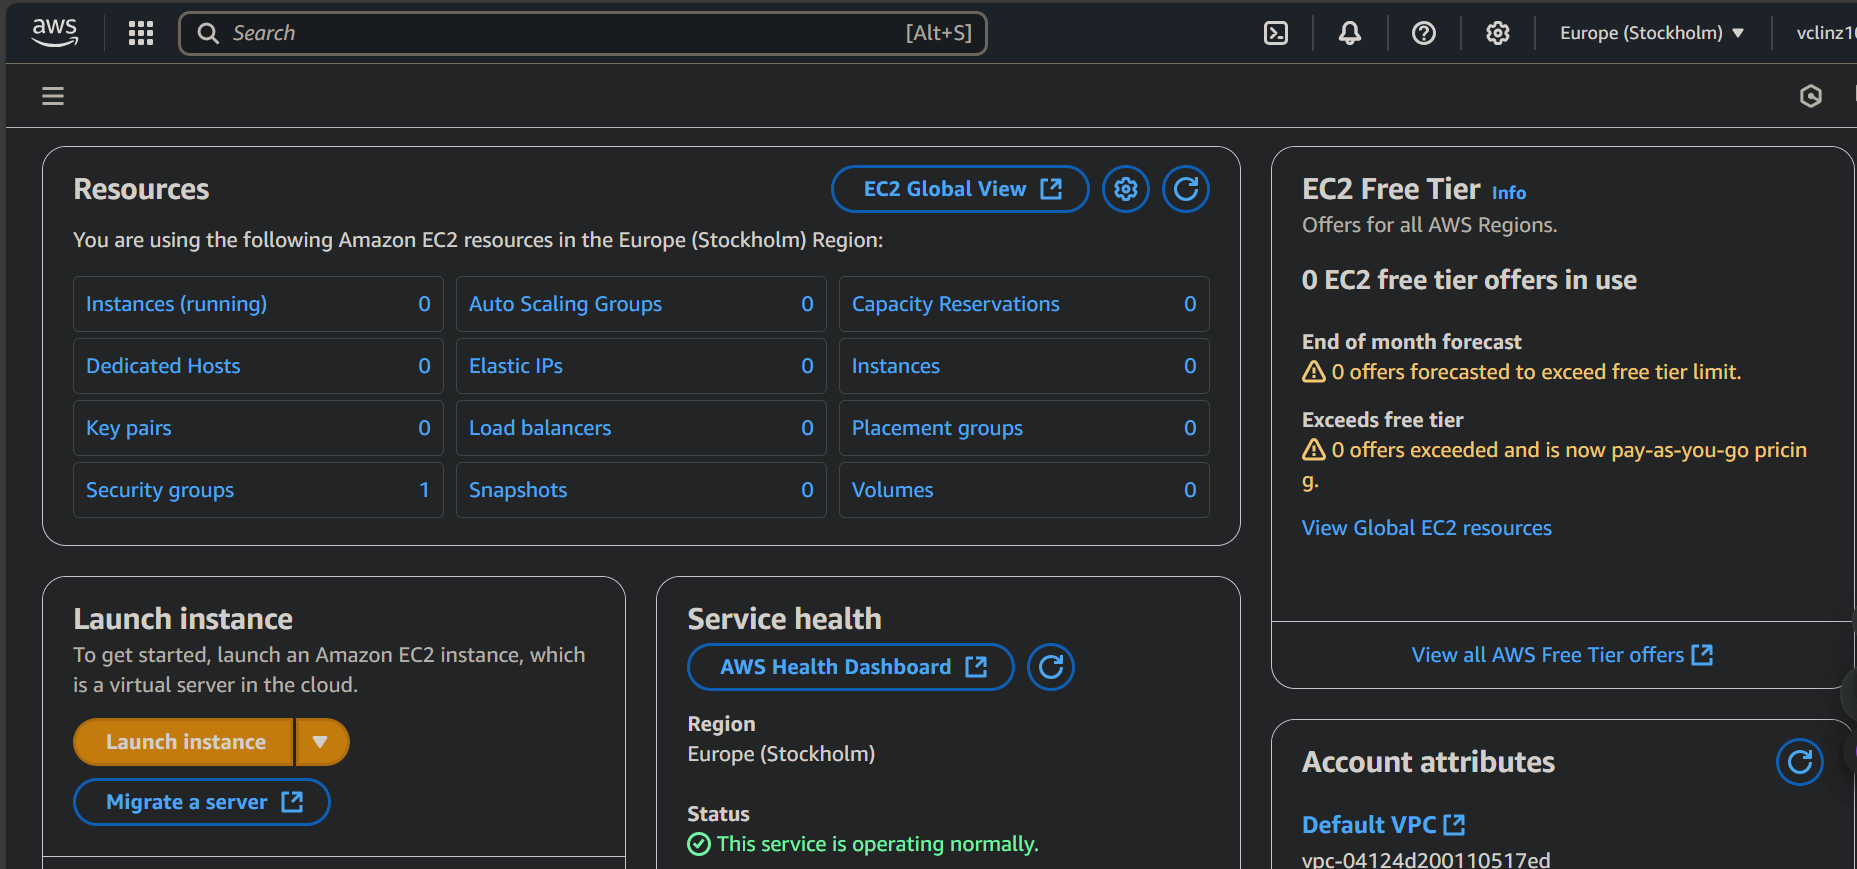 aws
Search [Alt+S]
Europe (Stockholm)
Resources
EC2 Global View
You are using the following Amazon EC2 resources in the Europe (Stockholm) Region:
Instances (running) 0
Auto Scaling Groups 0
Capacity Reservations 0
Dedicated Hosts 0
Elastic IPs 0
Instances 0
Key pairs 0
Load balancers 0
Placement groups 0
Security groups 1
Snapshots 0
Volumes 0
Launch instance
To get started, launch an Amazon EC2 instance, which
is a virtual server in the cloud.
Launch instance
Migrate a server
Service health
AWS Health Dashboard
Region
Europe (Stockholm)
Status
This service is operating normally.
EC2 Free Tier Info
Offers for all AWS Regions.
0 EC2 free tier offers in use
End of month forecast
0 offers forecasted to exceed free tier limit.
Exceeds free tier
0 offers exceeded and is now pay-as-you-go pricin
g.
View Global EC2 resources
View all AWS Free Tier offers
Account attributes
Default VPC
vpc-04124d200110517ed